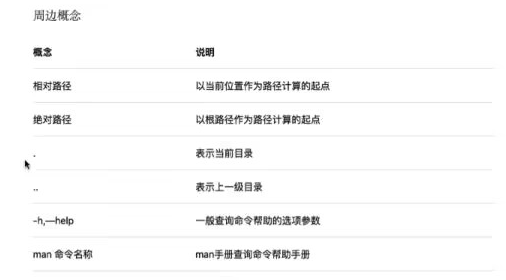 周边概念
概念 说明
相对路径 以当前位置作为路径计算的起点
绝对路径 以根路径作为路径计算的起点
. 表示当前目录
.. 表示上一级目录
-h,—help 一般查询命令帮助的选项参数
man 命令名称 man手册查询命令帮助手册